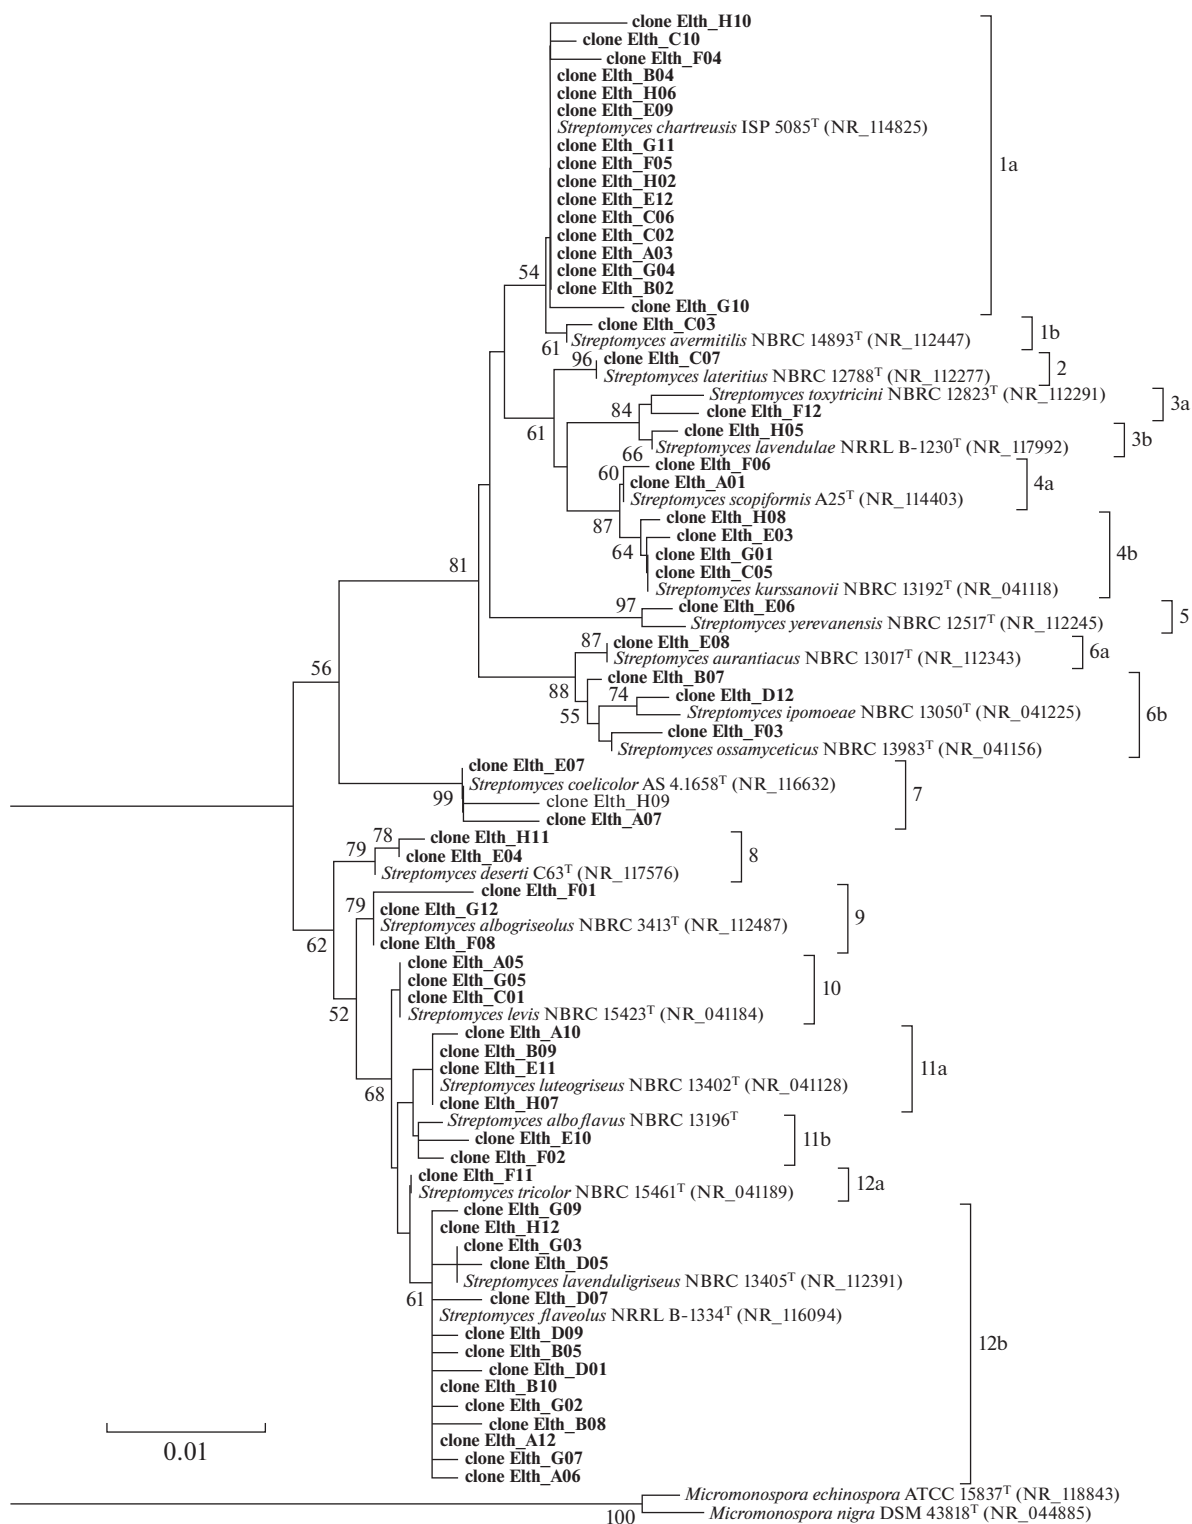 clone Elth_H10
clone Elth_C10
clone Elth_F04
clone Elth_B04
clone Elth_H06
clone Elth_E09
Streptomyces chartreusis ISP 5085ᵀ (NR_114825)
clone Elth_G11
clone Elth_F05
1a
clone Elth_H02
clone Elth_E12
clone Elth_C06
clone Elth_C02
clone Elth_A03
54
clone Elth_G04
clone Elth_B02
clone Elth_G10
clone Elth_C03
1b
61
Streptomyces avermitilis NBRC 14893ᵀ (NR_112447)
96
clone Elth_C07
2
Streptomyces lateritius NBRC 12788ᵀ (NR_112277)
Streptomyces toxytricini NBRC 12823ᵀ (NR_112291)
3a
84
clone Elth_F12
61
clone Elth_H05
3b
66
Streptomyces lavendulae NRRL B-1230ᵀ (NR_117992)
60
clone Elth_F06
clone Elth_A01
4a
Streptomyces scopiformis A25ᵀ (NR_114403)
87
clone Elth_H08
clone Elth_E03
64
clone Elth_G01
4b
81
clone Elth_C05
Streptomyces kurssanovii NBRC 13192ᵀ (NR_041118)
97
clone Elth_E06
5
Streptomyces yerevanensis NBRC 12517ᵀ (NR_112245)
87
clone Elth_E08
6a
Streptomyces aurantiacus NBRC 13017ᵀ (NR_112343)
56
clone Elth_B07
88
74
clone Elth_D12
55
Streptomyces ipomoeae NBRC 13050ᵀ (NR_041225)
6b
clone Elth_F03
Streptomyces ossamyceticus NBRC 13983ᵀ (NR_041156)
clone Elth_E07
Streptomyces coelicolor AS 4.1658ᵀ (NR_116632)
99
clone Elth_H09
7
clone Elth_A07
78
clone Elth_H11
79
clone Elth_E04
8
Streptomyces deserti C63ᵀ (NR_117576)
clone Elth_F01
79
clone Elth_G12
9
Streptomyces albogriseolus NBRC 3413ᵀ (NR_112487)
62
clone Elth_F08
clone Elth_A05
clone Elth_G05
10
clone Elth_C01
52
Streptomyces levis NBRC 15423ᵀ (NR_041184)
clone Elth_A10
clone Elth_B09
clone Elth_E11
11a
Streptomyces luteogriseus NBRC 13402ᵀ (NR_041128)
68
clone Elth_H07
Streptomyces alboflavus NBRC 13196ᵀ
clone Elth_E10
11b
clone Elth_F02
clone Elth_F11
12a
Streptomyces tricolor NBRC 15461ᵀ (NR_041189)
clone Elth_G09
clone Elth_H12
clone Elth_G03
clone Elth_D05
Streptomyces lavenduligriseus NBRC 13405ᵀ (NR_112391)
61
clone Elth_D07
Streptomyces flaveolus NRRL B-1334ᵀ (NR_116094)
clone Elth_D09
12b
clone Elth_B05
clone Elth_D01
clone Elth_B10
clone Elth_G02
clone Elth_B08
clone Elth_A12
0.01
clone Elth_G07
clone Elth_A06
Micromonospora echinospora ATCC 15837ᵀ (NR_118843)
100
Micromonospora nigra DSM 43818ᵀ (NR_044885)